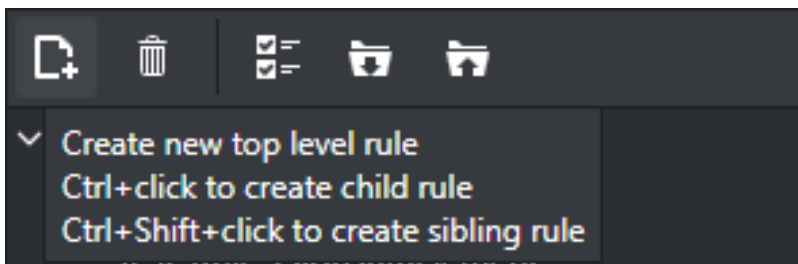 Create new top level rule
Ctrl+click to create child rule
Ctrl+Shift+click to create sibling rule